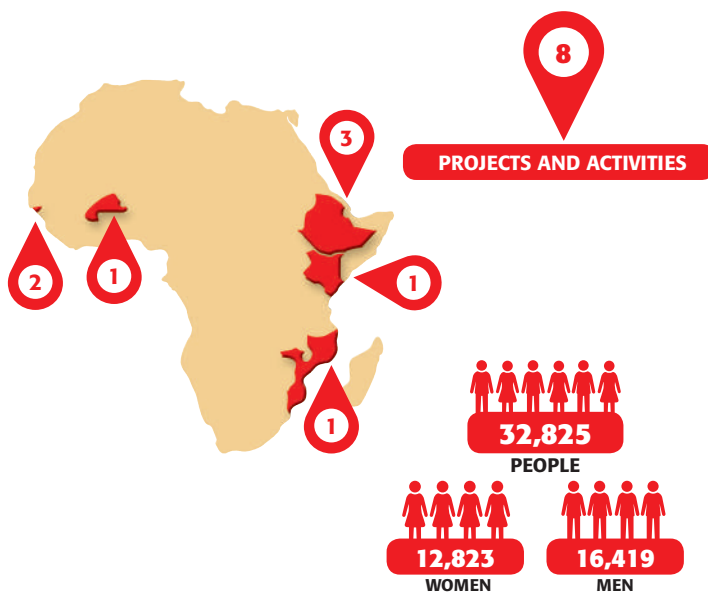 8
PROJECTS AND ACTIVITIES
3
2
1
1
1
32,825
PEOPLE
12,823
WOMEN
16,419
MEN